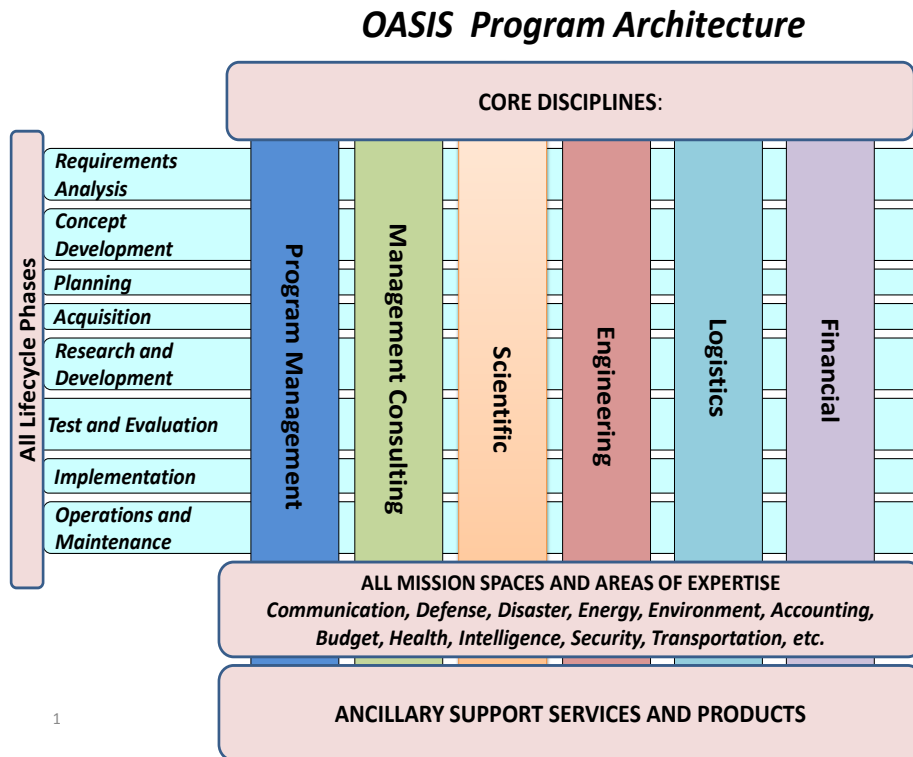 OASIS Program Architecture
CORE DISCIPLINES:
All Lifecycle Phases
Requirements
Analysis
Concept
Development
Planning
Acquisition
Research and
Development
Test and Evaluation
Implementation
Operations and
Maintenance
Program Management
Management Consulting
Scientific
Engineering
Logistics
Financial
ALL MISSION SPACES AND AREAS OF EXPERTISE
Communication, Defense, Disaster, Energy, Environment, Accounting,
Budget, Health, Intelligence, Security, Transportation, etc.
ANCILLARY SUPPORT SERVICES AND PRODUCTS
1